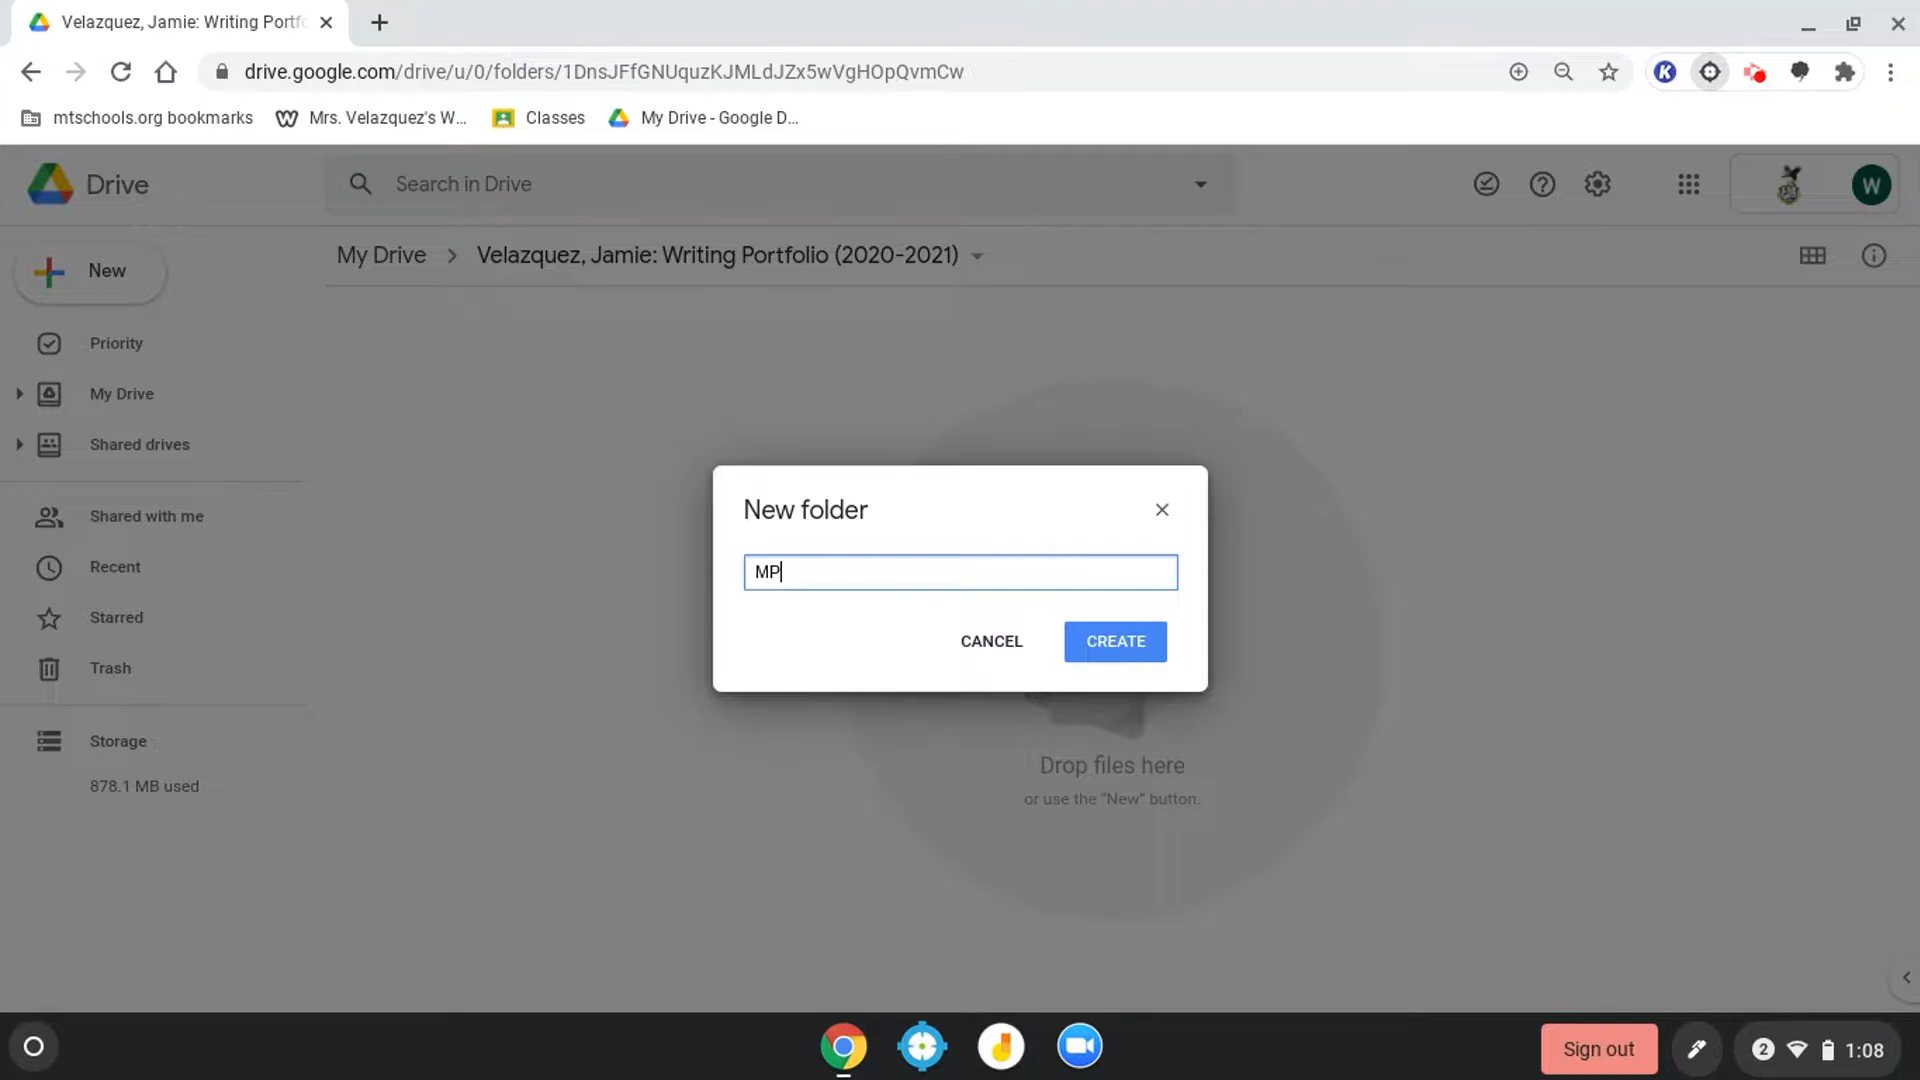 Velazquez, Jamie: Writing Portfo
drive.google.com/drive/u/0/folders/1DnsJFfGNUquzKJMLdJZx5wVgHOpQvmCw
K
mtschools.org bookmarks
Mrs. Velazquez's W...
Classes
My Drive - Google D...
Drive
Search in Drive
W
New
My Drive
Velazquez, Jamie: Writing Portfolio (2020-2021)
Priority
My Drive
Shared drives
Shared with me
Recent
Starred
Trash
Storage
878.1 MB used
New folder
MP
CANCEL
CREATE
Drop files here
or use the "New" button.
Sign out
2
1:08